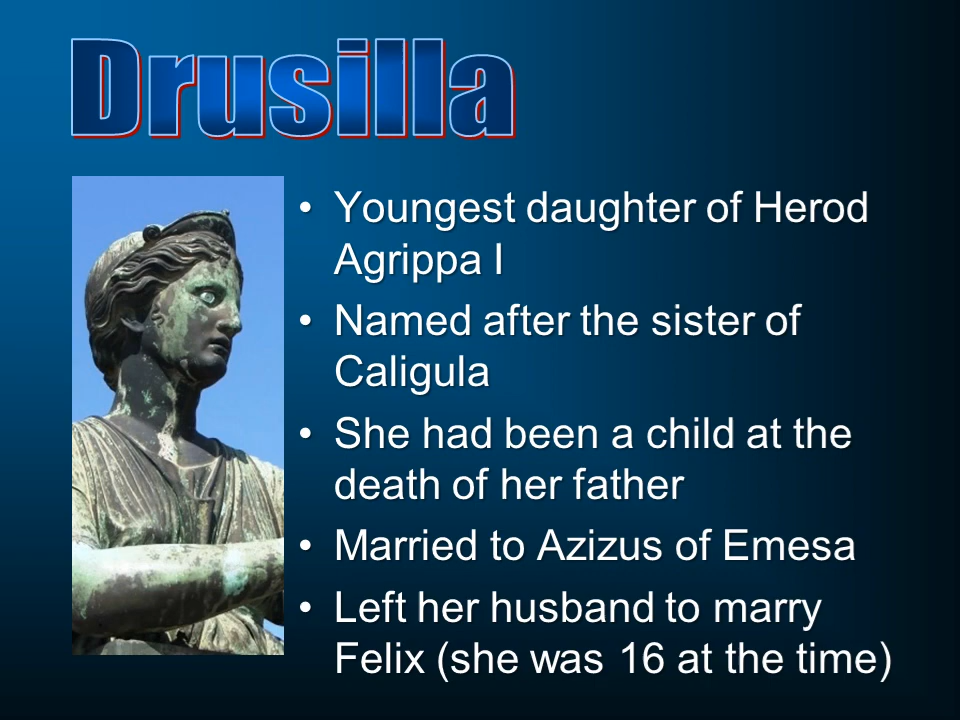 Drusilla
• Youngest daughter of Herod
Agrippa I
• Named after the sister of
Caligula
• She had been a child at the
death of her father
• Married to Azizus of Emesa
• Left her husband to marry
Felix (she was 16 at the time)